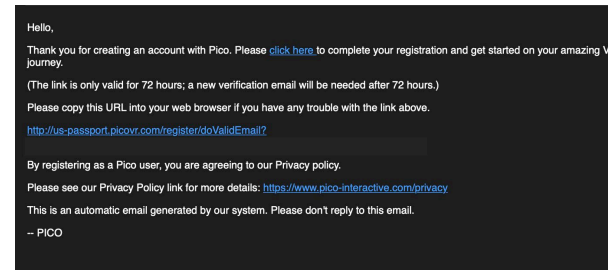 Hello,
Thank you for creating an account with Pico. Please click here to complete your registration and get started on your amazing V
journey.
(The link is only valid for 72 hours; a new verification email will be needed after 72 hours.)
Please copy this URL into your web browser if you have any trouble with the link above.
http://us-passport.picovr.com/register/doValidEmail?
By registering as a Pico user, you are agreeing to our Privacy policy.
Please see our Privacy Policy link for more details: https://www.pico-interactive.com/privacy
This is an automatic email generated by our system. Please don't reply to this email.
-- PICO